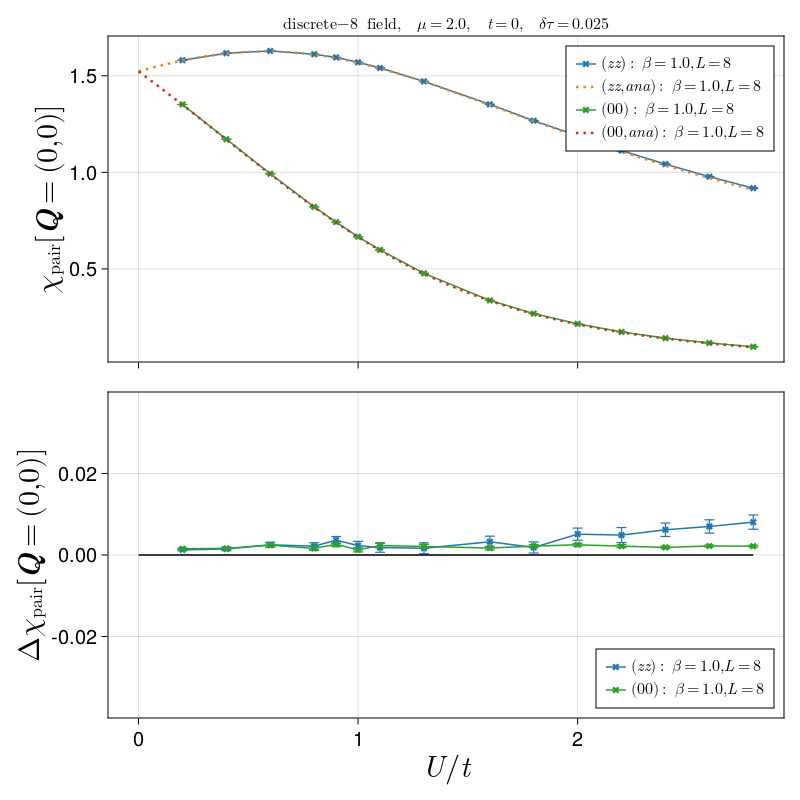 discrete−8 field, μ = 2.0, t = 0, δτ = 0.025
χpair[Q = (0,0)]
1.5
1.0
0.5
(zz) : β = 1.0,L = 8
(zz,ana) : β = 1.0,L = 8
(00) : β = 1.0,L = 8
(00,ana) : β = 1.0,L = 8
Δχpair[Q = (0,0)]
0.02
0.00
-0.02
(zz) : β = 1.0,L = 8
(00) : β = 1.0,L = 8
0 1 2
U/t